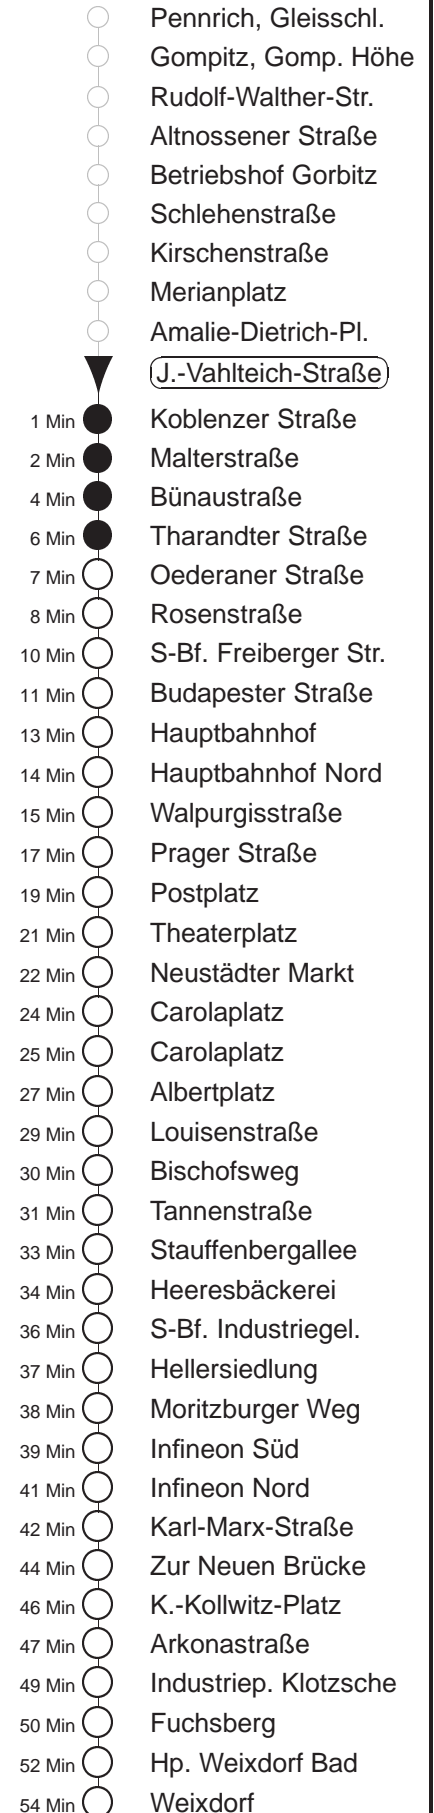 Pennrich, Gleisschl.
Gompitz, Gomp. Höhe
Rudolf-Walther-Str.
Altnossener Straße
Betriebshof Gorbitz
Schlehenstraße
Kirschenstraße
Merianplatz
Amalie-Dietrich-Pl.
J.-Vahlteich-Straße
1 Min Koblenzer Straße
2 Min Malterstraße
4 Min Bünaustraße
6 Min Tharandter Straße
7 Min Oederaner Straße
8 Min Rosenstraße
10 Min S-Bf. Freiberger Str.
11 Min Budapester Straße
13 Min Hauptbahnhof
14 Min Hauptbahnhof Nord
15 Min Walpurgisstraße
17 Min Prager Straße
19 Min Postplatz
21 Min Theaterplatz
22 Min Neustädter Markt
24 Min Carolaplatz
25 Min Carolaplatz
27 Min Albertplatz
29 Min Louisenstraße
30 Min Bischofsweg
31 Min Tannenstraße
33 Min Stauffenbergallee
34 Min Heeresbäckerei
36 Min S-Bf. Industriegel.
37 Min Hellersiedlung
38 Min Moritzburger Weg
39 Min Infineon Süd
41 Min Infineon Nord
42 Min Karl-Marx-Straße
44 Min Zur Neuen Brücke
46 Min K.-Kollwitz-Platz
47 Min Arkonastraße
49 Min Industriep. Klotzsche
50 Min Fuchsberg
52 Min Hp. Weixdorf Bad
54 Min Weixdorf